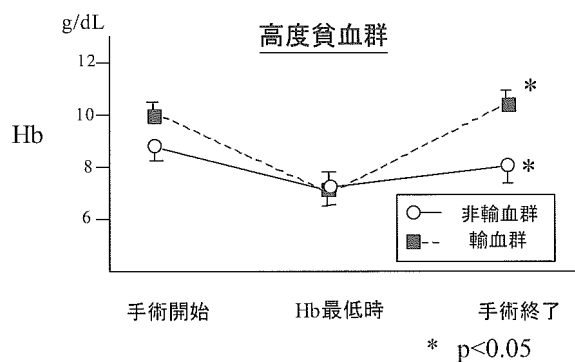 g/dL
高度貧血群
12
10
Hb
8
6
*
*
非輸血群
輸血群
手術開始
Hb最低時
手術終了
* p<0.05